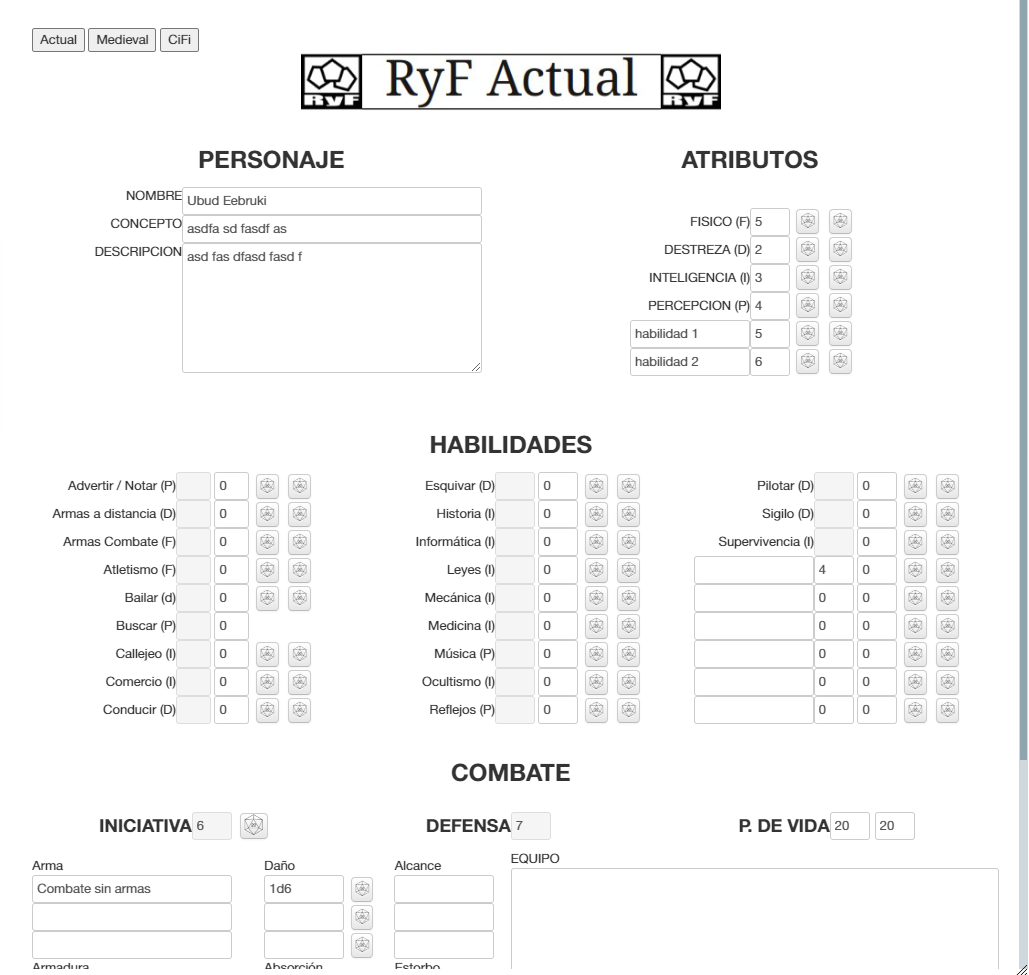 Actual Medieval CiFi
RyF RyF Actual RyF
PERSONAJE
NOMBRE Ubud Eebruki
CONCEPTO asdfa sd fasdf as
DESCRIPCION asd fas dfasd fasd f
ATRIBUTOS
FISICO (F) 5
DESTREZA (D) 2
INTELIGENCIA (I) 3
PERCEPCION (P) 4
habilidad 1 5
habilidad 2 6
HABILIDADES
Advertir / Notar (P) 0
Armas a distancia (D) 0
Armas Combate (F) 0
Atletismo (F) 0
Bailar (d) 0
Buscar (P) 0
Callejeo (I) 0
Comercio (I) 0
Conducir (D) 0
Esquivar (D) 0
Historia (I) 0
Informática (I) 0
Leyes (I) 0
Mecánica (I) 0
Medicina (I) 0
Música (P) 0
Ocultismo (I) 0
Reflejos (P) 0
Pilotar (D) 0
Sigilo (D) 0
Supervivencia (I) 0
4 0
0 0
0 0
0 0
0 0
0 0
COMBATE
INICIATIVA 6
DEFENSA 7
P. DE VIDA 20 20
Arma Daño Alcance
Combate sin armas 1d6
Armadura Absorción Estorbo
EQUIPO